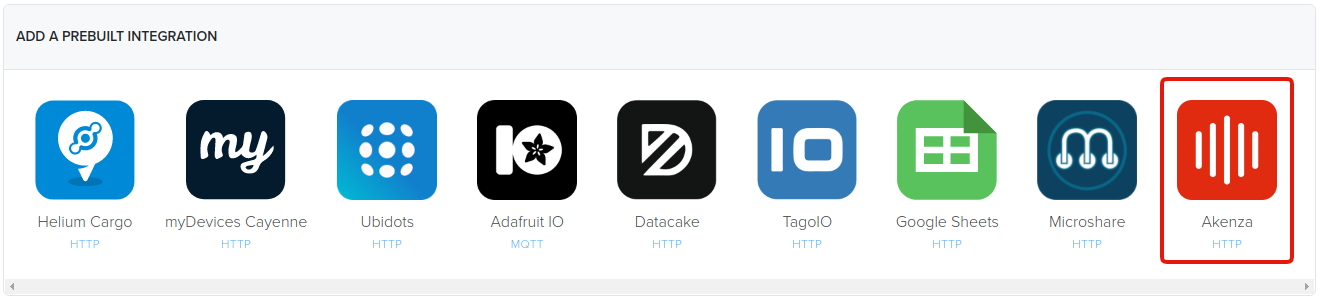 ADD A PREBUILT INTEGRATION
my
IO
IO
m
Helium Cargo
myDevices Cayenne
Ubidots
Adafruit IO
Datacake
TagoIO
Google Sheets
Microshare
Akenza
HTTP
HTTP
HTTP
MQTT
HTTP
HTTP
HTTP
HTTP
HTTP